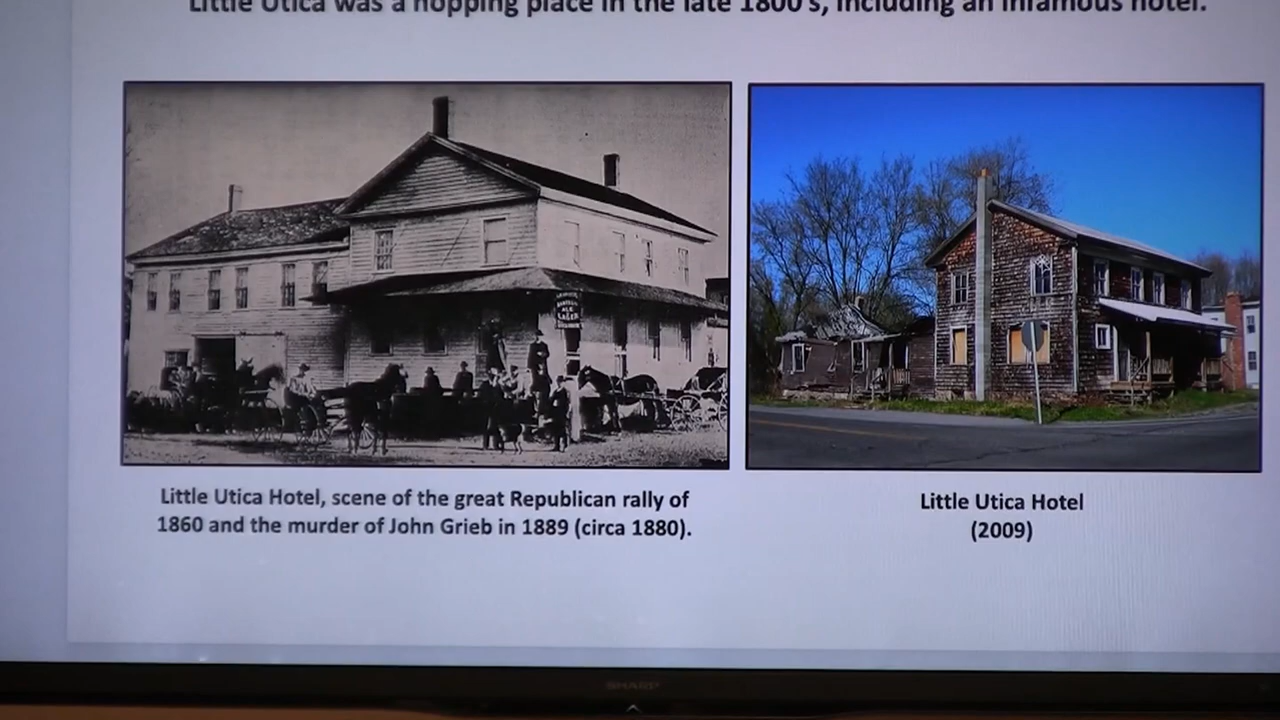 Little Utica was a hopping place in the late 1800's, including an infamous hotel.
ALE
LAGER
Little Utica Hotel, scene of the great Republican rally of
1860 and the murder of John Grieb in 1889 (circa 1880).
Little Utica Hotel
(2009)
SHARP